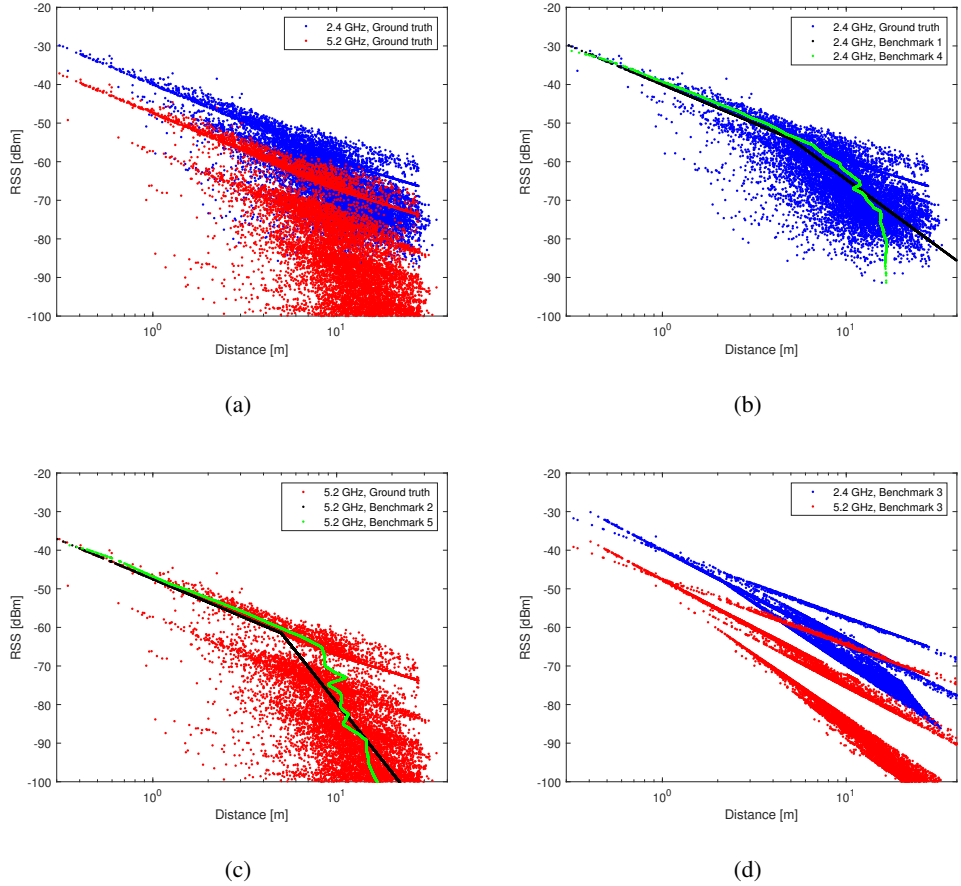 -20
-30
-40
-50
-60
-70
-80
-90
-100
RSS [dBm]
10^0
10^1
Distance [m]
2.4 GHz, Ground truth
5.2 GHz, Ground truth
(a)
-20
-30
-40
-50
-60
-70
-80
-90
-100
RSS [dBm]
10^0
10^1
Distance [m]
2.4 GHz, Ground truth
2.4 GHz, Benchmark 1
2.4 GHz, Benchmark 4
(b)
-20
-30
-40
-50
-60
-70
-80
-90
-100
RSS [dBm]
10^0
10^1
Distance [m]
5.2 GHz, Ground truth
5.2 GHz, Benchmark 2
5.2 GHz, Benchmark 5
(c)
-20
-30
-40
-50
-60
-70
-80
-90
-100
RSS [dBm]
10^0
10^1
Distance [m]
2.4 GHz, Benchmark 3
5.2 GHz, Benchmark 3
(d)